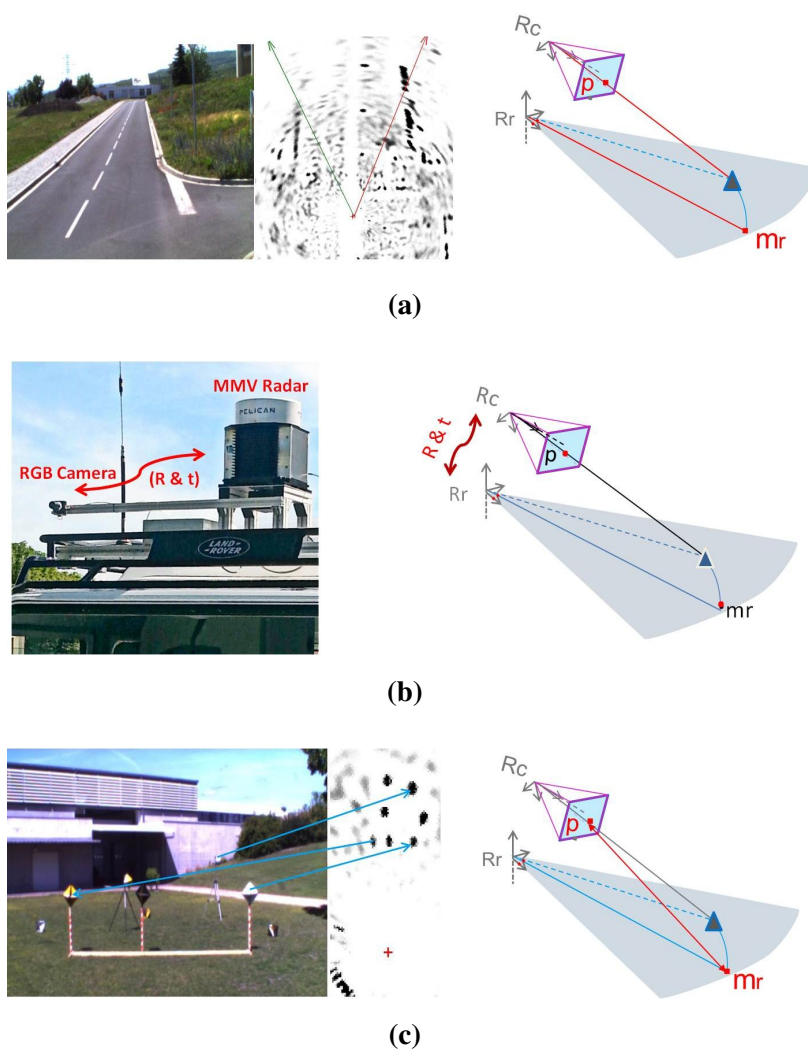 Rc
p
Rr
mr
(a)
MMV Radar
PELICAN
RGB Camera
(R & t)
LAND-
-ROVER
Rc
R & t
p
Rr
mr
(b)
Rc
p
Rr
mr
(c)